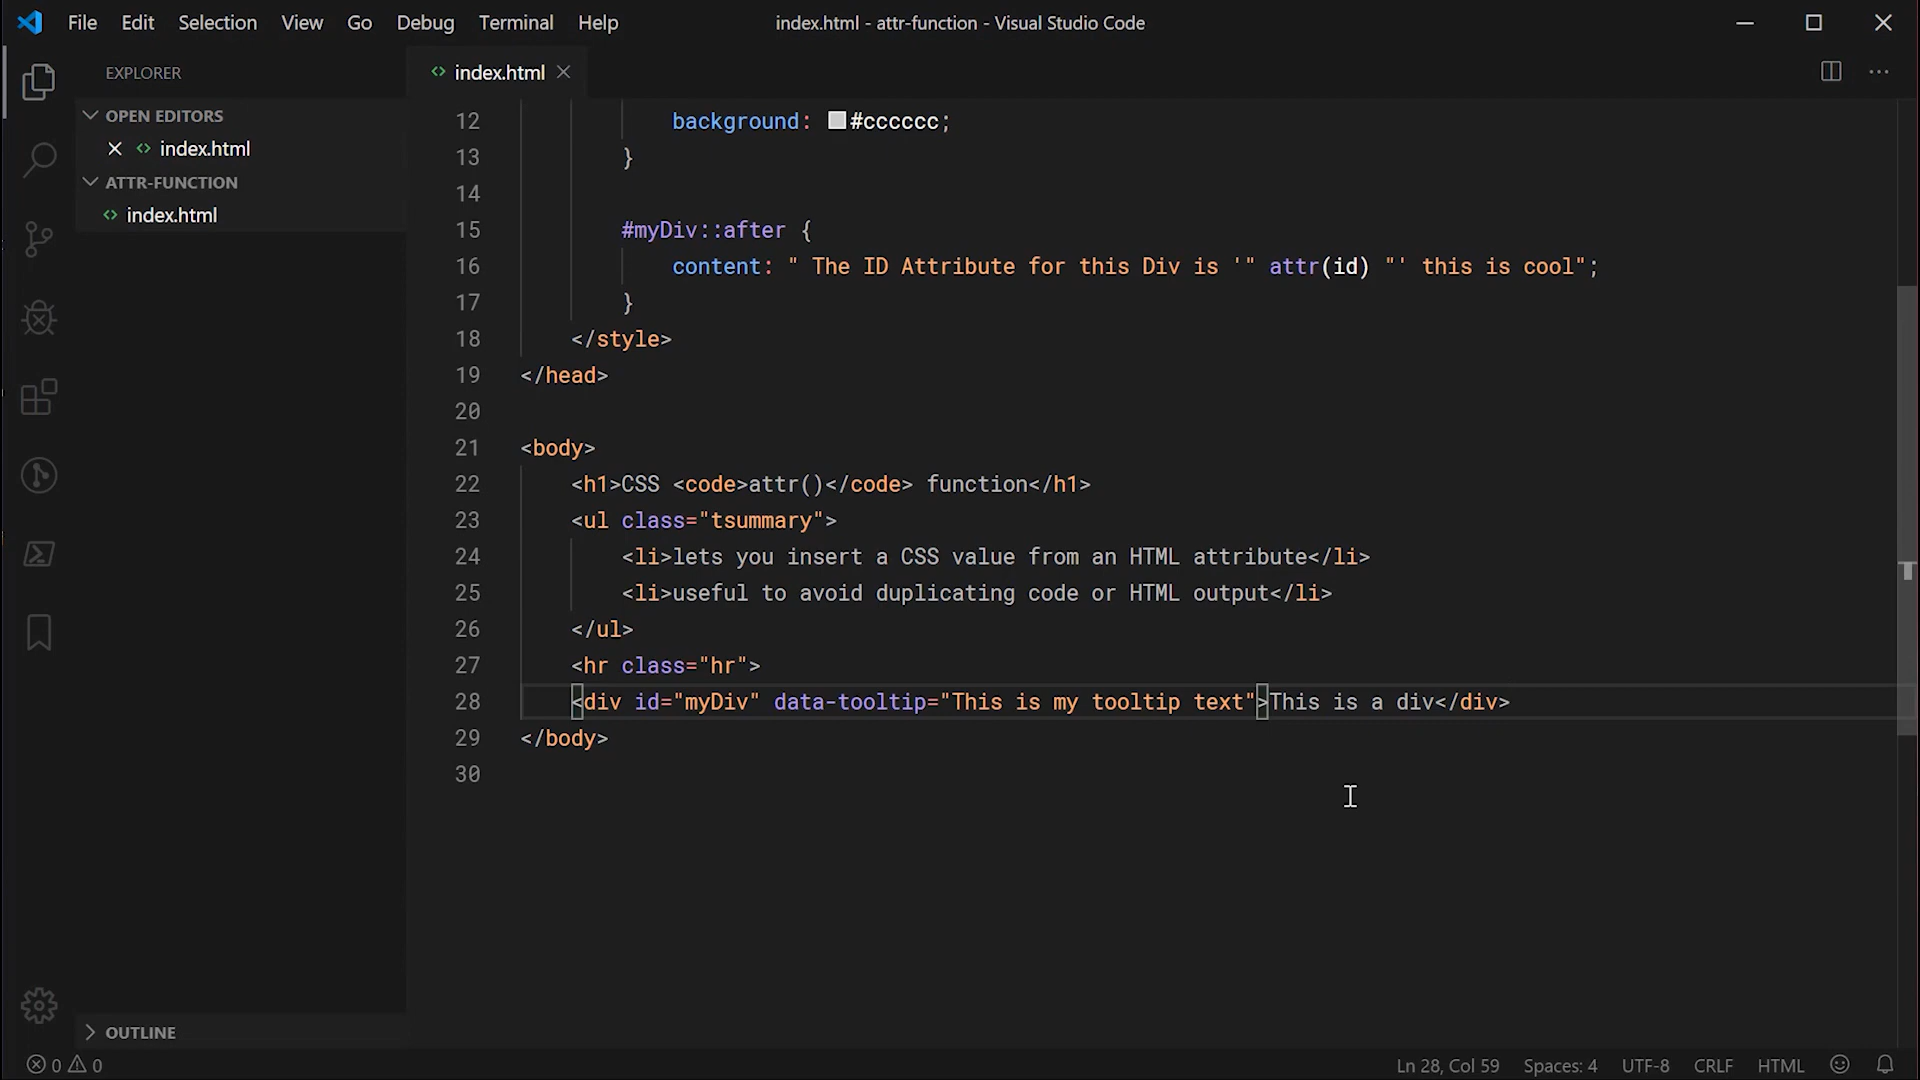 File Edit Selection View Go Debug Terminal Help
index.html - attr-function - Visual Studio Code
EXPLORER
OPEN EDITORS
index.html
ATTR-FUNCTION
index.html
OUTLINE
index.html
12 background: #cccccc;
13 }
14
15 #myDiv::after {
16 content: " The ID Attribute for this Div is '" attr(id) "' this is cool";
17 }
18 </style>
19 </head>
20
21 <body>
22 <h1>CSS <code>attr()</code> function</h1>
23 <ul class="tsummary">
24 <li>lets you insert a CSS value from an HTML attribute</li>
25 <li>useful to avoid duplicating code or HTML output</li>
26 </ul>
27 <hr class="hr">
28 <div id="myDiv" data-tooltip="This is my tooltip text">This is a div</div>
29 </body>
30
0 0
Ln 28, Col 59 Spaces: 4 UTF-8 CRLF HTML